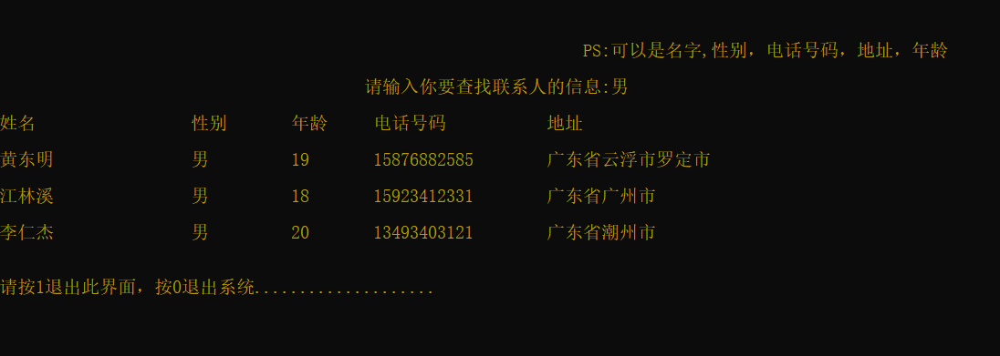 PS:可以是名字,性别，电话号码，地址，年龄
请输入你要查找联系人的信息:男
姓名 性别 年龄 电话号码 地址
黄东明 男 19 15876882585 广东省云浮市罗定市
江林溪 男 18 15923412331 广东省广州市
李仁杰 男 20 13493403121 广东省潮州市
请按1退出此界面，按0退出系统....................